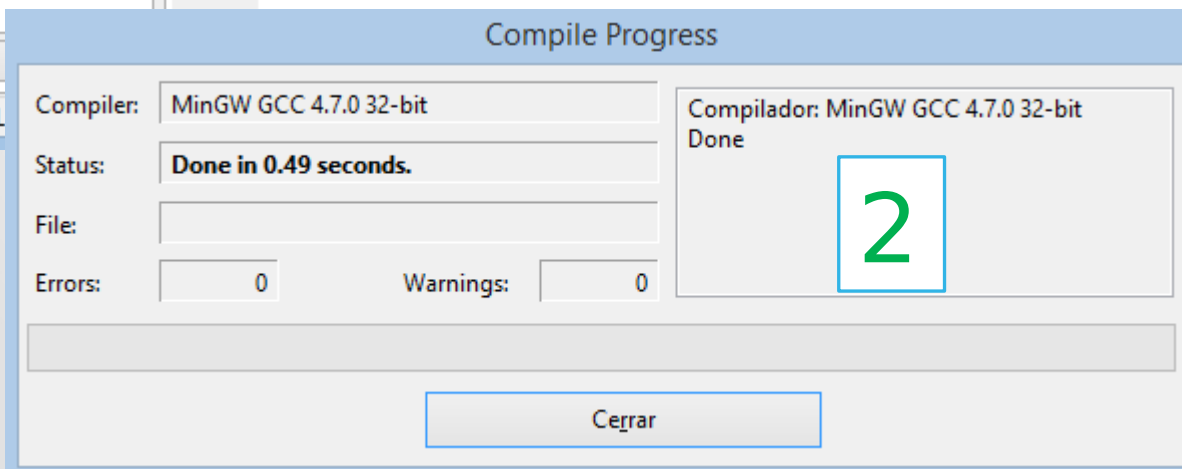 Compile Progress
Compiler: MinGW GCC 4.7.0 32-bit
Status: Done in 0.49 seconds.
File:
Errors: 0 Warnings: 0
Compilador: MinGW GCC 4.7.0 32-bit
Done
2
Cerrar